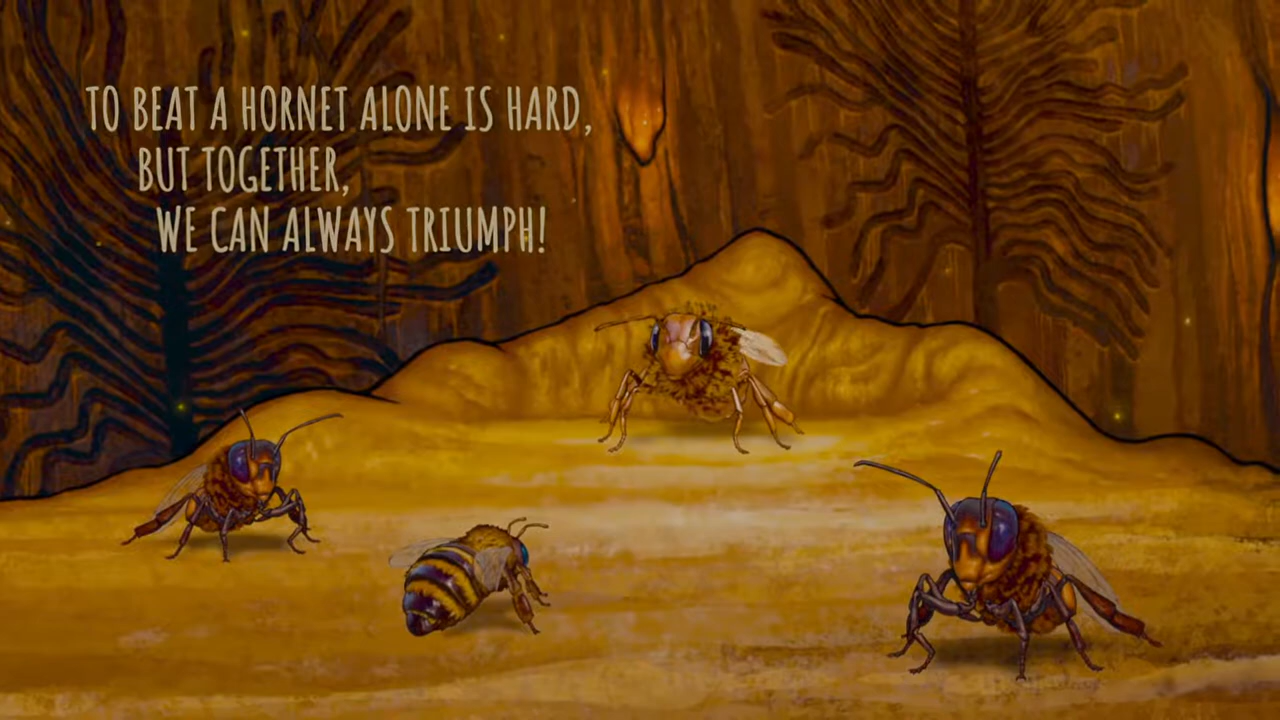 TO BEAT A HORNET ALONE IS HARD,
BUT TOGETHER,
WE CAN ALWAYS TRIUMPH!